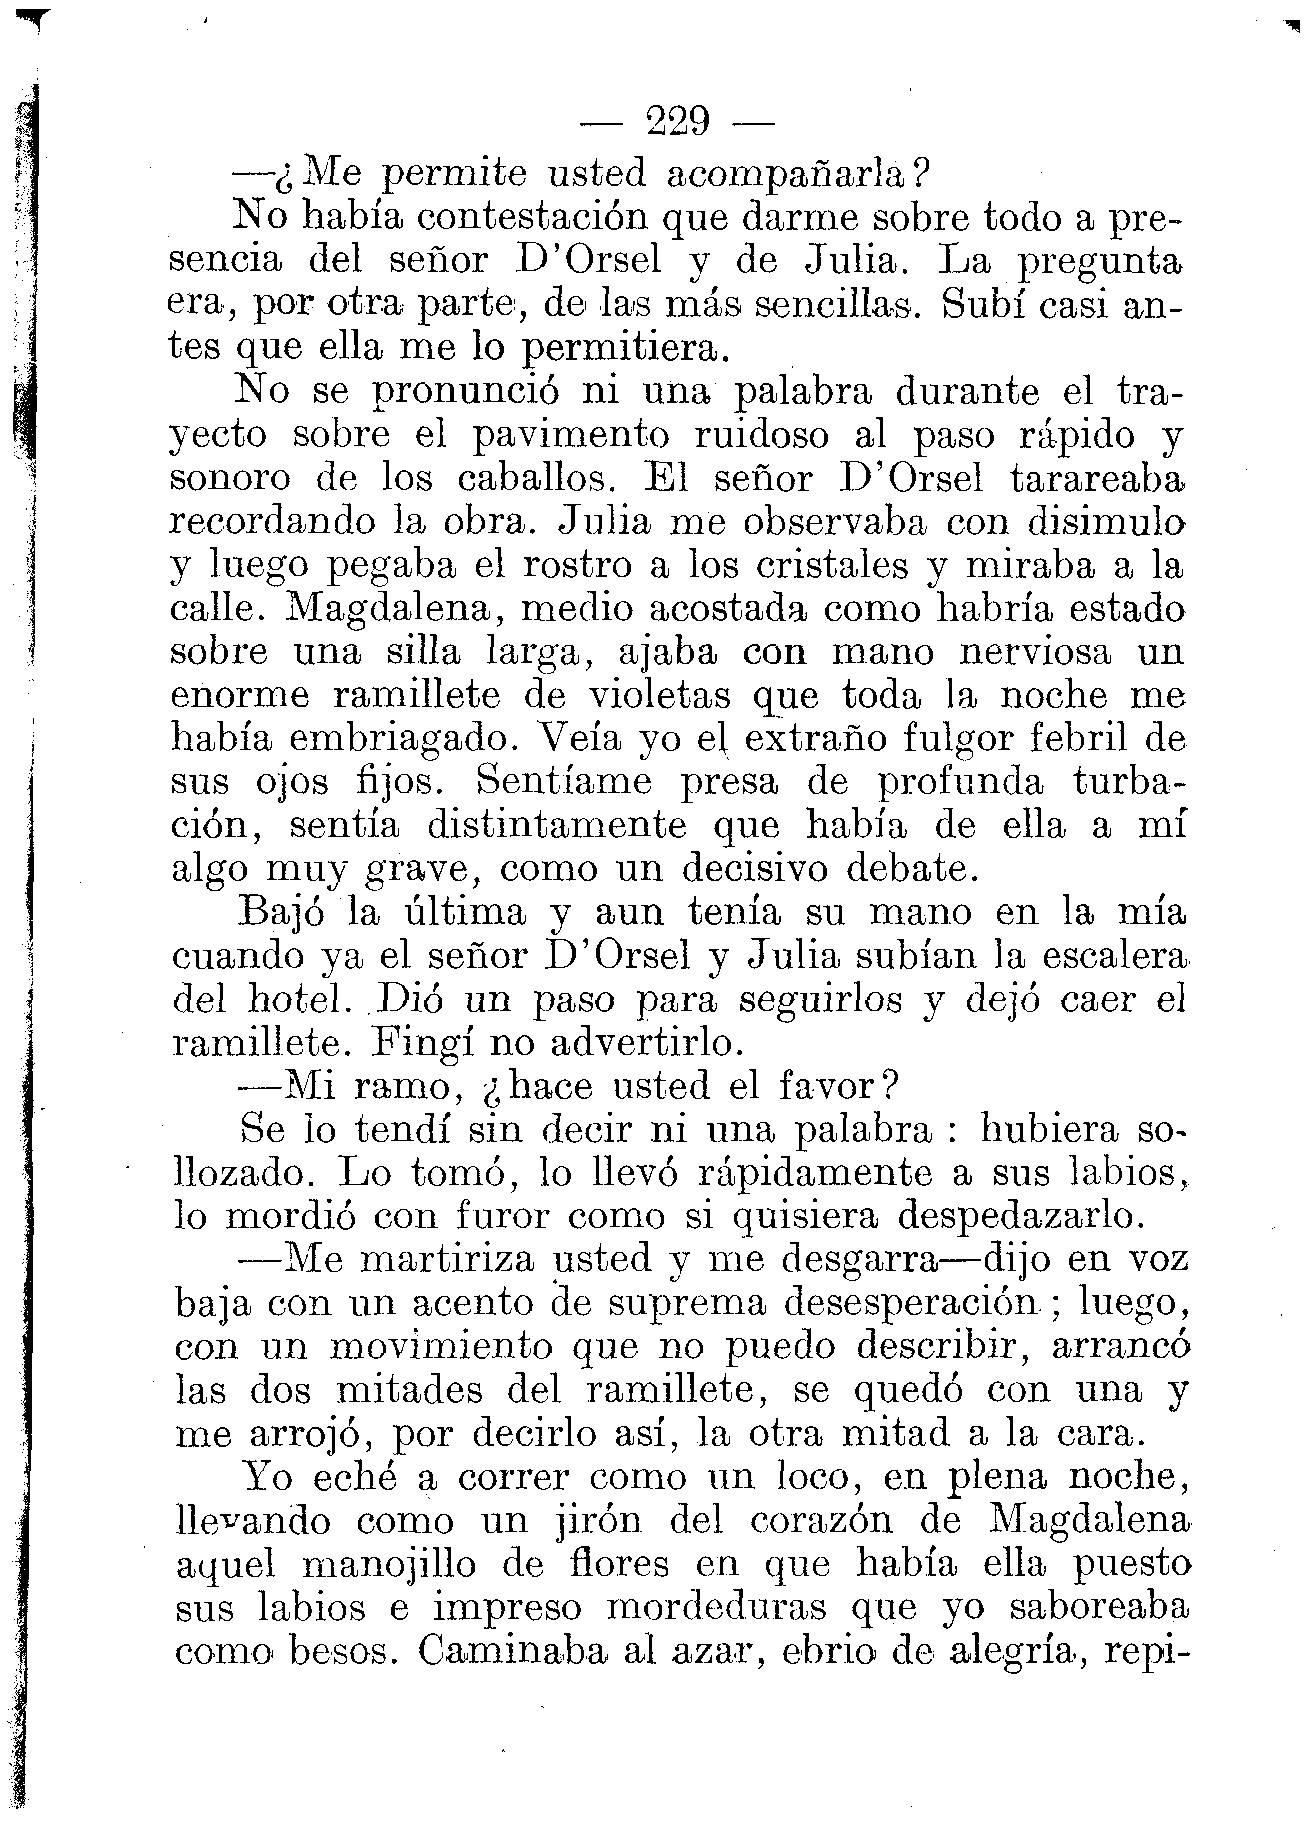 — 229 —
—¿Me permite usted acompañarla?
No había contestación que darme sobre todo a pre-
sencia del señor D'Orsel y de Julia. La pregunta
era, por otra parte, de las más sencillas. Subí casi an-
tes que ella me lo permitiera.
No se pronunció ni una palabra durante el tra-
yecto sobre el pavimento ruidoso al paso rápido y
sonoro de los caballos. El señor D'Orsel tarareaba
recordando la obra. Julia me observaba con disimulo
y luego pegaba el rostro a los cristales y miraba a la
calle. Magdalena, medio acostada como habría estado
sobre una silla larga, ajaba con mano nerviosa un
enorme ramillete de violetas que toda la noche me
había embriagado. Veía yo el extraño fulgor febril de
sus ojos fijos. Sentíame presa de profunda turba-
ción, sentía distintamente que había de ella a mí
algo muy grave, como un decisivo debate.
Bajó la última y aun tenía su mano en la mía
cuando ya el señor D'Orsel y Julia subían la escalera
del hotel. Dió un paso para seguirlos y dejó caer el
ramillete. Fingí no advertirlo.
—Mi ramo, ¿hace usted el favor?
Se lo tendí sin decir ni una palabra : hubiera so-
llozado. Lo tomó, lo llevó rápidamente a sus labios,
lo mordió con furor como si quisiera despedazarlo.
—Me martiriza usted y me desgarra—dijo en voz
baja con un acento de suprema desesperación ; luego,
con un movimiento que no puedo describir, arrancó
las dos mitades del ramillete, se quedó con una y
me arrojó, por decirlo así, la otra mitad a la cara.
Yo eché a correr como un loco, en plena noche,
llevando como un jirón del corazón de Magdalena
aquel manojillo de flores en que había ella puesto
sus labios e impreso mordeduras que yo saboreaba
como besos. Caminaba al azar, ebrio de alegría, repi-